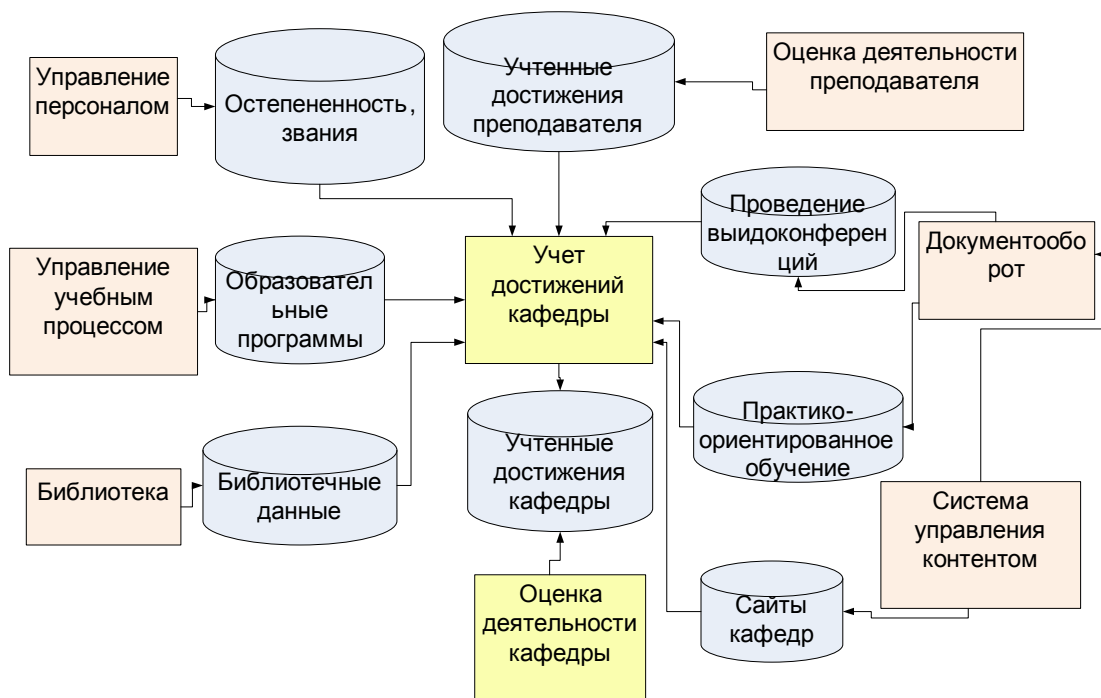 Управление
персоналом
Остепененность,
звания
Учтенные
достижения
преподавателя
Оценка деятельности
преподавателя
Управление
учебным
процессом
Образовател
ьные
программы
Учет
достижений
кафедры
Проведение
выидоконферен
ций
Документообо
рот
Библиотека
Библиотечные
данные
Учтенные
достижения
кафедры
Практико-
ориентированное
обучение
Система
управления
контентом
Оценка
деятельности
кафедры
Сайты
кафедр